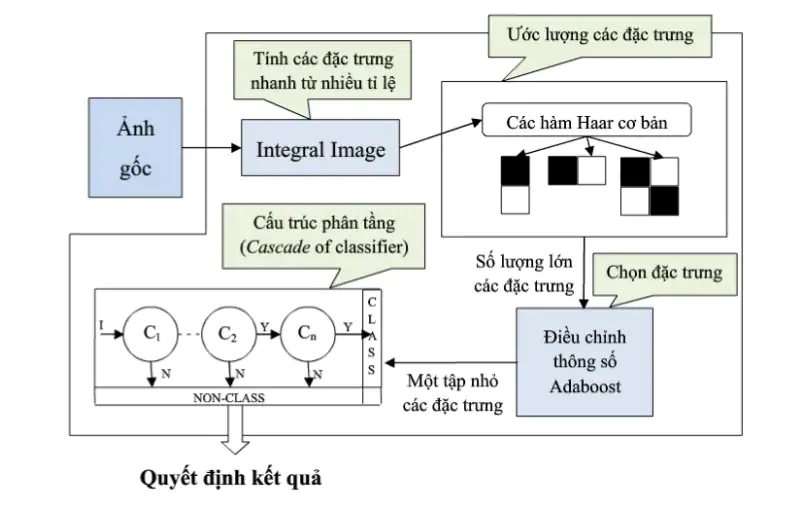 Ước lượng các đặc trưng
Tính các đặc trưng
nhanh từ nhiều tỉ lệ
Ảnh
gốc
Integral Image
Các hàm Haar cơ bản
Cấu trúc phân tầng
(Cascade of classifier)
Số lượng lớn
các đặc trưng
Chọn đặc trưng
I
C1
Y
C2
Y
Cn
N
N
N
C
L
A
S
S
NON-CLASS
Điều chỉnh
thông số
Adaboost
Một tập nhỏ
các đặc trưng
Quyết định kết quả